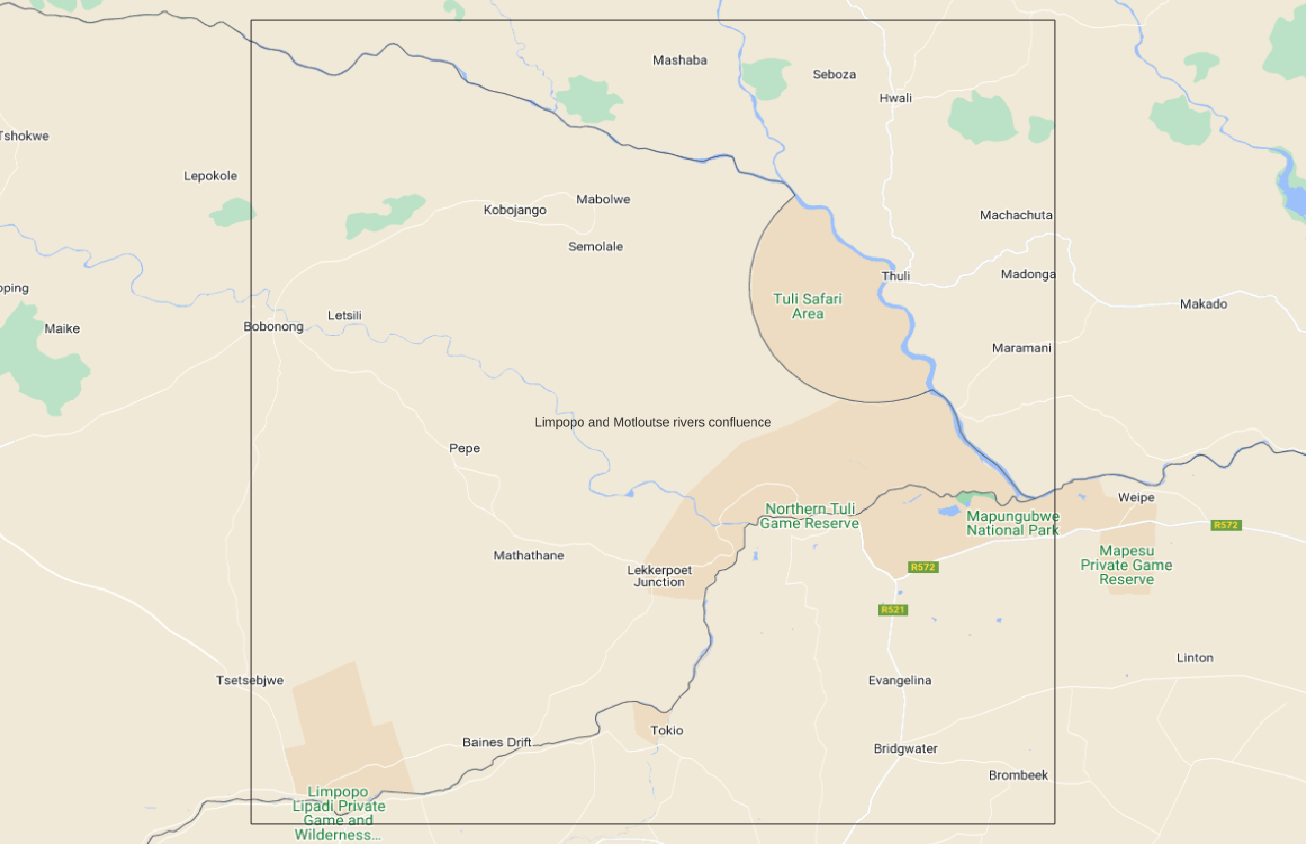 Mashaba
Seboza
Hwali
Tshokwe
Lepokole
Mabolwe
Kobojango
Machachuta
Semolale
Thuli
Madonga
Tuli Safari
Area
Makado
Letsili
Bobonong
Maike
Maramani
Limpopo and Motloutse rivers confluence
Pepe
Weipe
Northern Tuli
Game Reserve
Mapungubwe
National Park
R572
Mathathane
Mapesu
Private Game
Reserve
Lekkerpoet
Junction
R572
R521
Linton
Tsetsebjwe
Evangelina
Tokio
Baines Drift
Bridgwater
Brombeek
Limpopo
Lipadi Private
Game and
Wilderness...